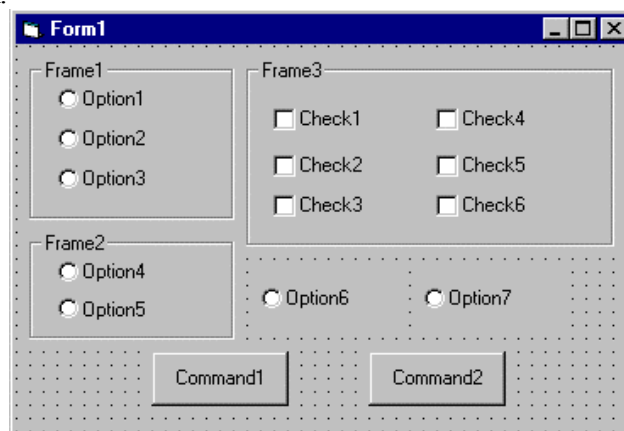 Form1
Frame1
Option1
Option2
Option3
Frame2
Option4
Option5
Frame3
Check1 Check4
Check2 Check5
Check3 Check6
Option6 Option7
Command1 Command2